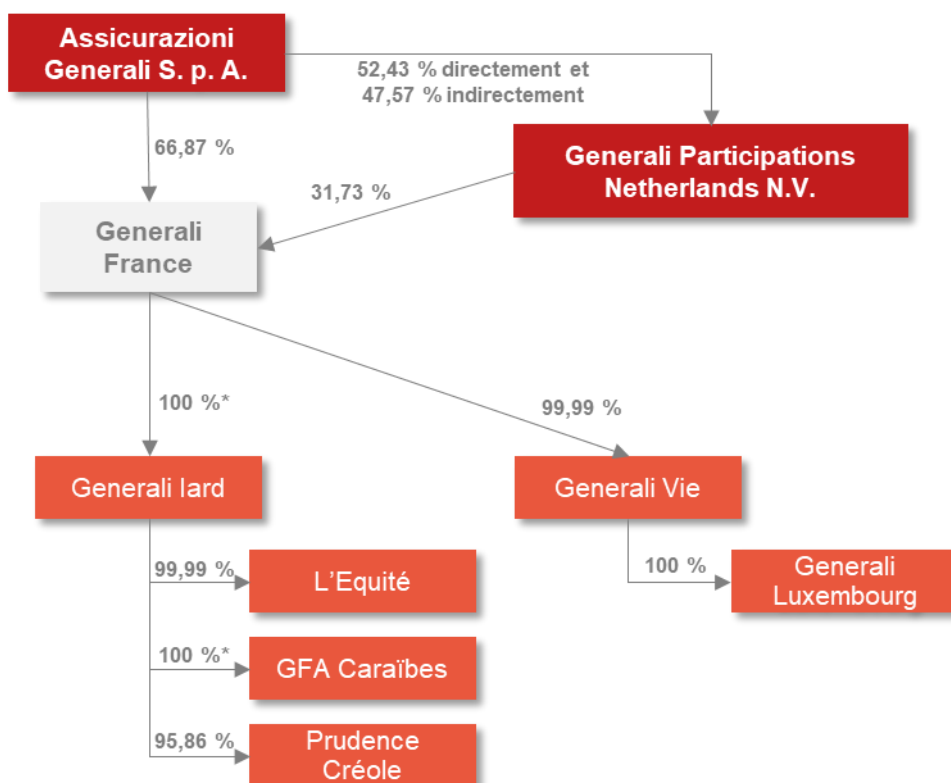 Assicurazioni
Generali S. p. A.
52,43 % directement et
47,57 % indirectement
66,87 %
Generali Participations
Netherlands N.V.
31,73 %
Generali
France
100 %*
99,99 %
Generali Iard
Generali Vie
99,99 %
L'Equité
100 %
Generali
Luxembourg
100 %*
GFA Caraïbes
95,86 %
Prudence
Créole